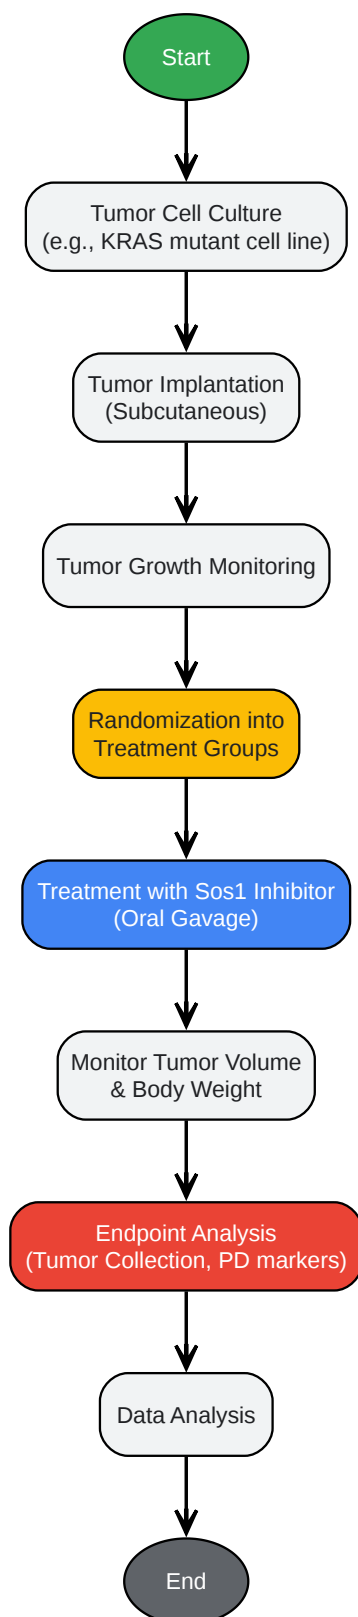 Start
Tumor Cell Culture
(e.g., KRAS mutant cell line)
Tumor Implantation
(Subcutaneous)
Tumor Growth Monitoring
Randomization into
Treatment Groups
Treatment with Sos1 Inhibitor
(Oral Gavage)
Monitor Tumor Volume
& Body Weight
Endpoint Analysis
(Tumor Collection, PD markers)
Data Analysis
End